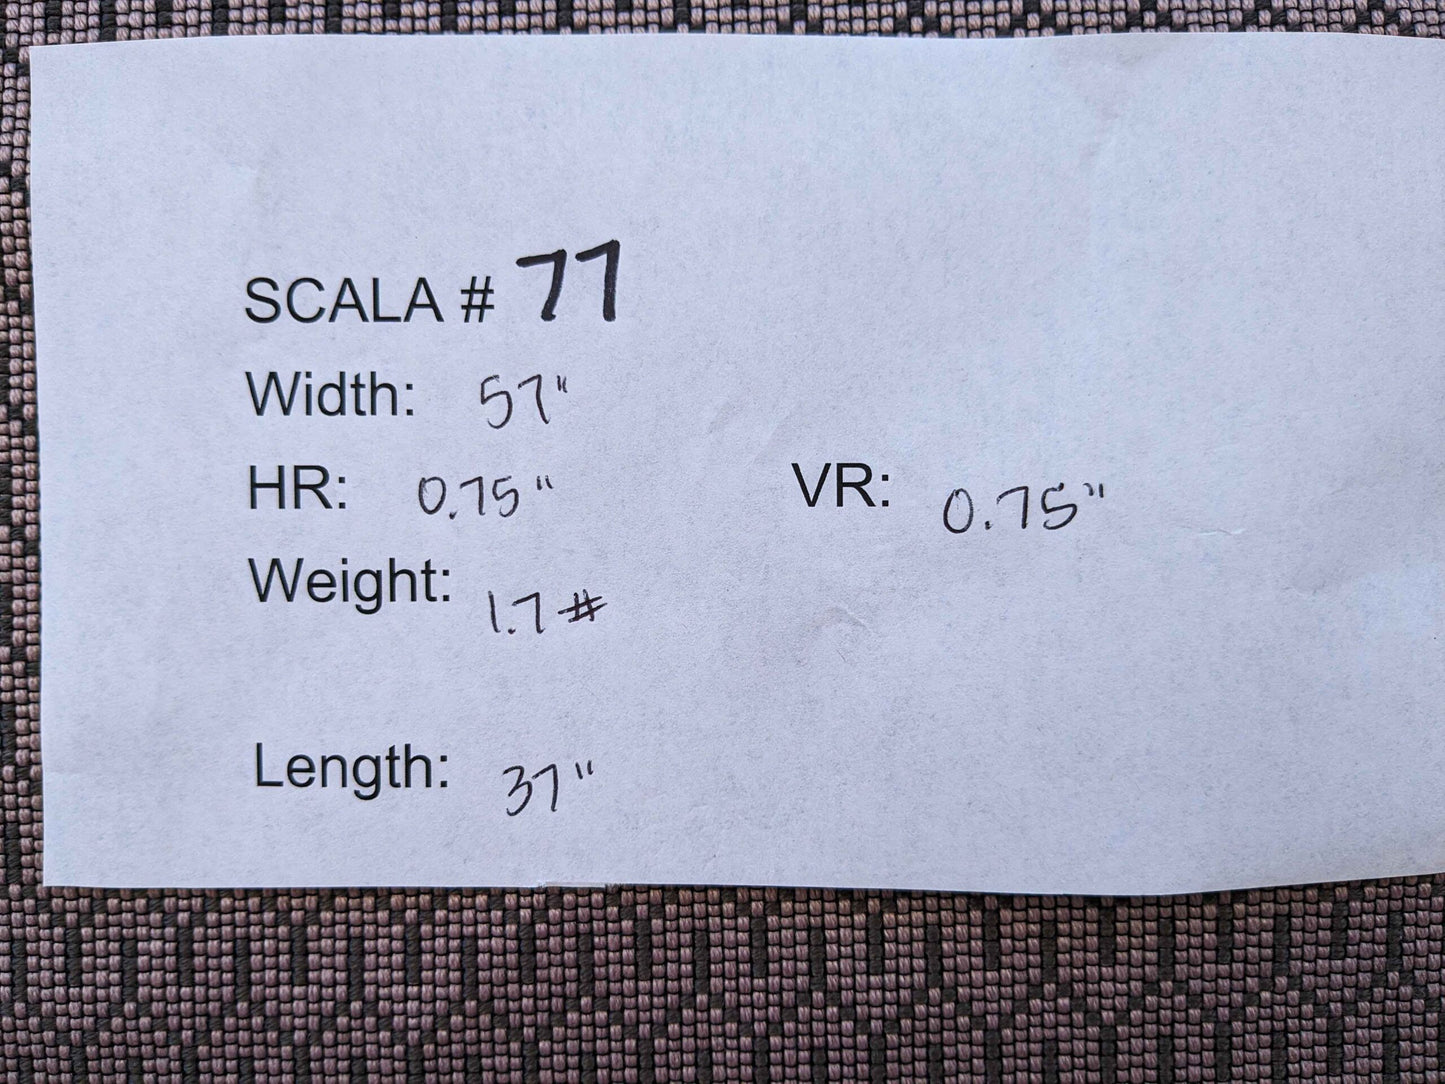 SCALA # 77
Width: 57"
HR: 0.75" VR: 0.75"
Weight: 1.7 #
Length: 37"